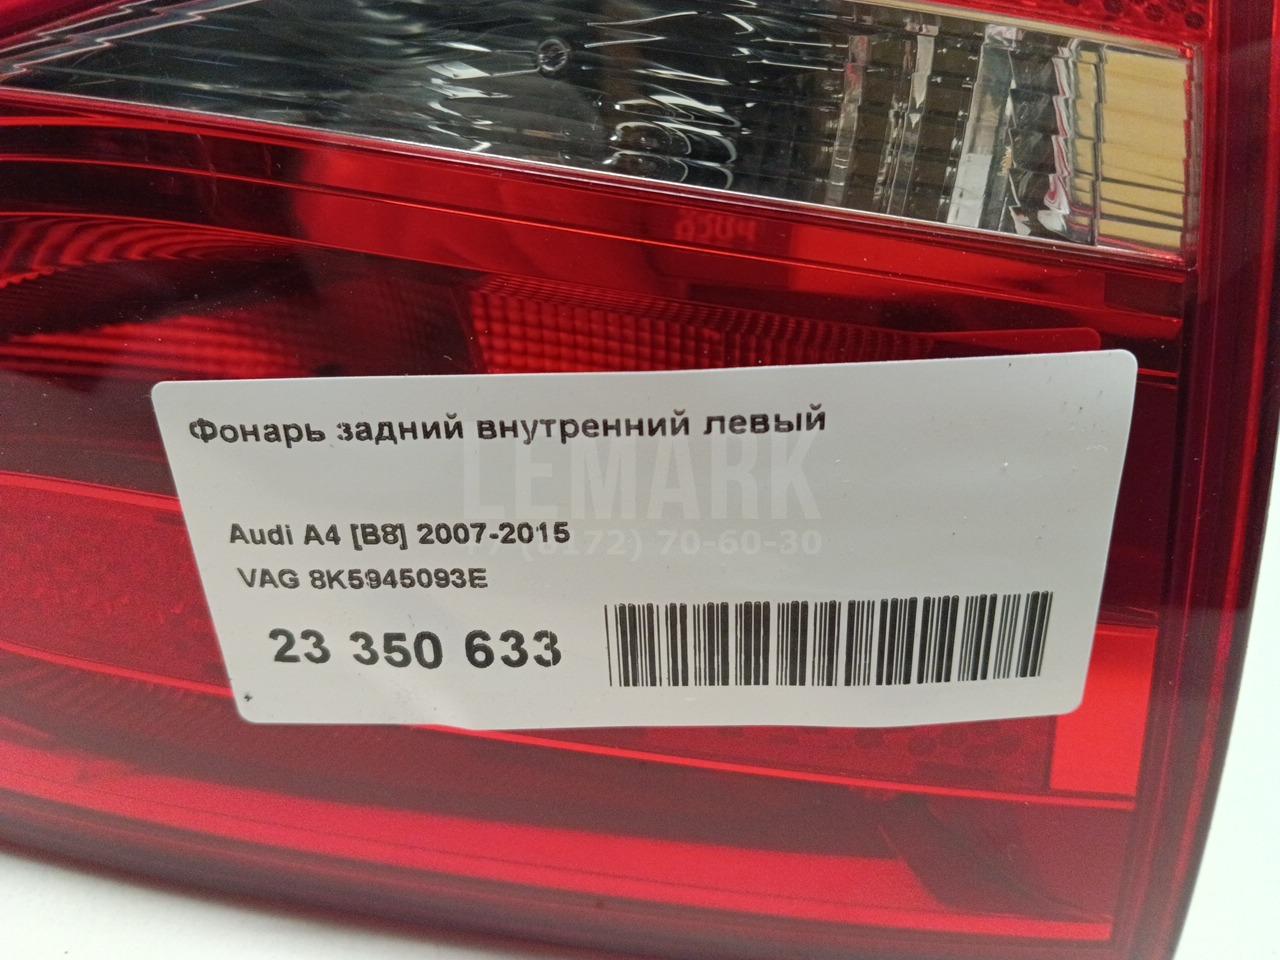 Фонарь задний внутренний левый
LEMARK
Audi A4 [B8] 2007-2015
+7 (8172) 70-60-30
VAG 8K5945093E
23 350 633